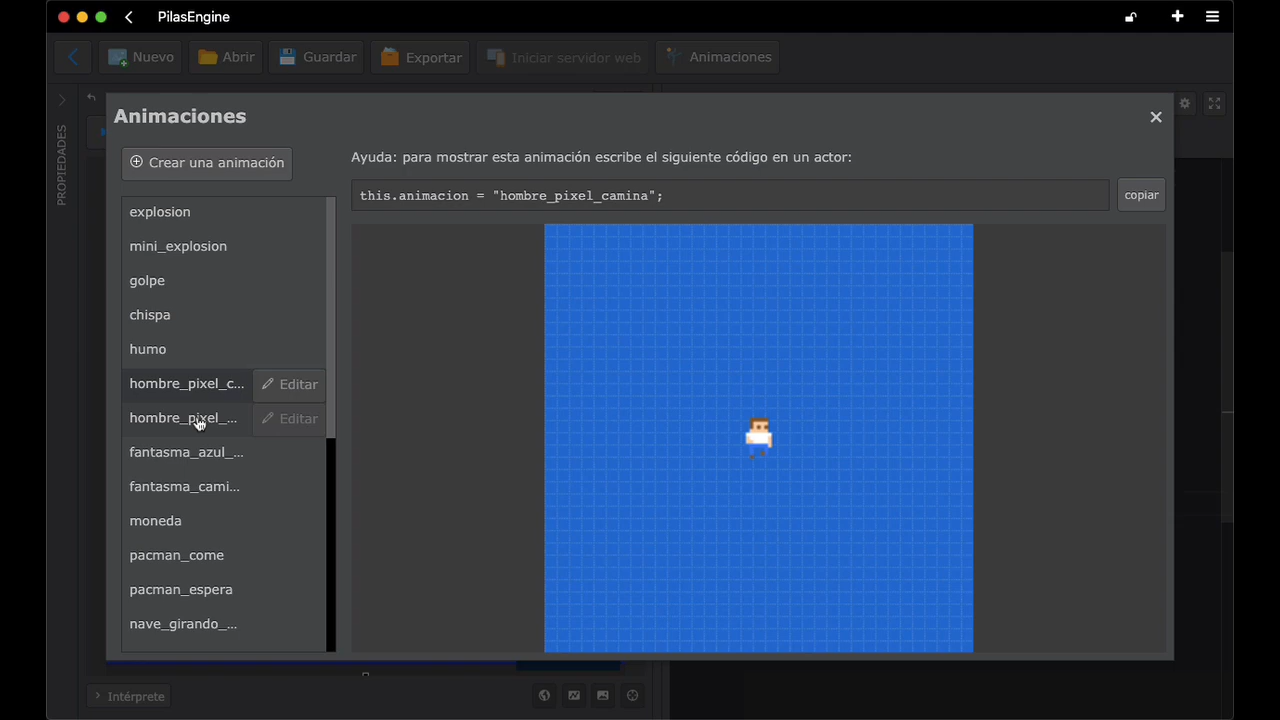 PilasEngine
Nuevo
Abrir
Guardar
Exportar
Iniciar servidor web
Animaciones
PROPIEDADES
Animaciones
Crear una animación
Ayuda: para mostrar esta animación escribe el siguiente código en un actor:
this.animacion = "hombre_pixel_camina";
copiar
explosion
mini_explosion
golpe
chispa
humo
hombre_pixel_c... Editar
hombre_pixel_... Editar
fantasma_azul_...
fantasma_cami...
moneda
pacman_come
pacman_espera
nave_girando_...
Intérprete